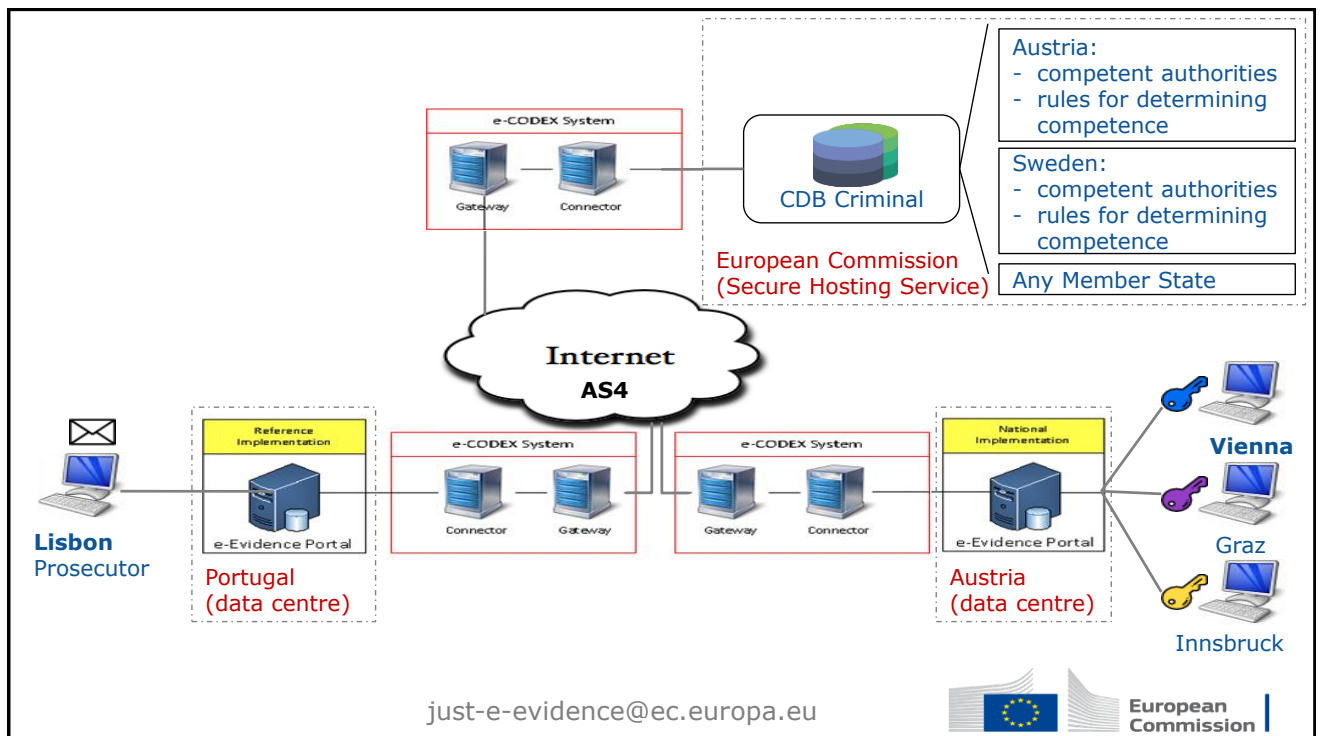 e-CODEX System
Gateway
Connector
CDB Criminal
European Commission
(Secure Hosting Service)
Austria:
- competent authorities
- rules for determining
competence
Sweden:
- competent authorities
- rules for determining
competence
Any Member State
Internet
AS4
Lisbon
Prosecutor
Reference
Implementation
e-Evidence Portal
Portugal
(data centre)
e-CODEX System
Connector
Gateway
e-CODEX System
Gateway
Connector
National
Implementation
e-Evidence Portal
Austria
(data centre)
Vienna
Graz
Innsbruck
just-e-evidence@ec.europa.eu
European
Commission